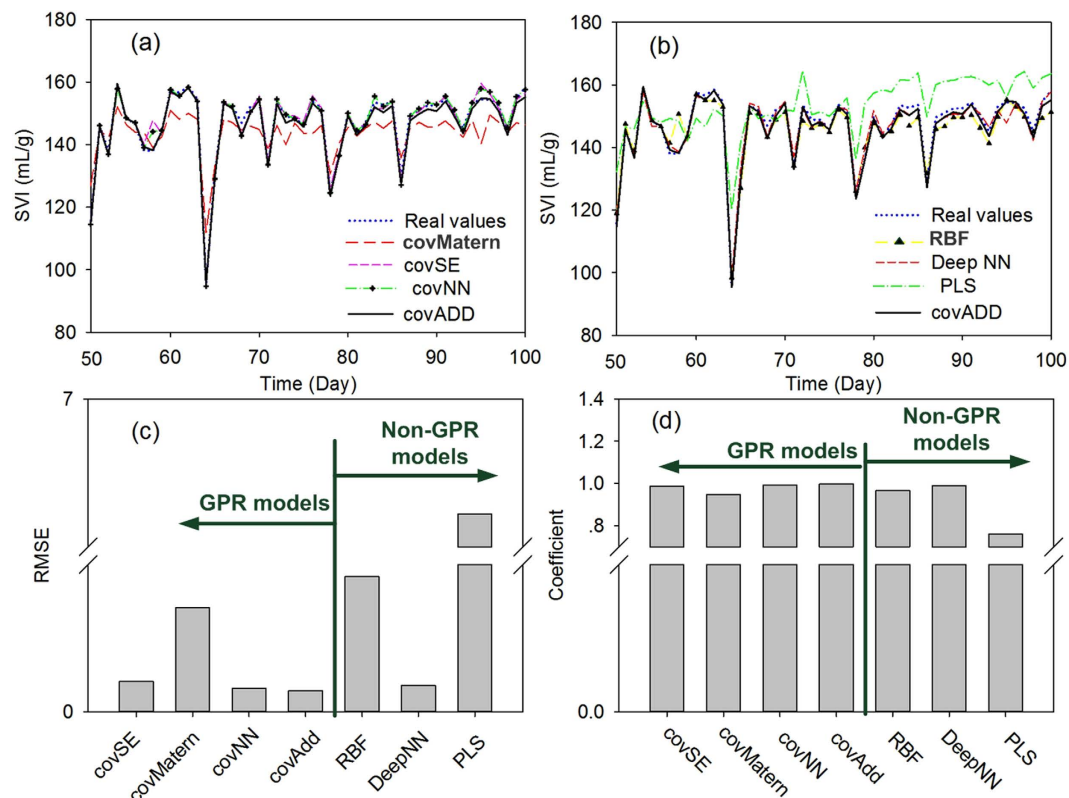 (a)
180
160
140
120
100
80
SVI (mL/g)
50
60
70
80
90
100
Time (Day)
Real values
covMatern
covSE
covNN
covADD
(b)
180
160
140
120
100
80
SVI (mL/g)
50
60
70
80
90
100
Time (Day)
Real values
RBF
Deep NN
PLS
covADD
(c)
7
0
RMSE
Non-GPR
models
GPR models
covSE
covMatern
covNN
covAdd
RBF
DeepNN
PLS
(d)
1.4
1.2
1.0
.8
0.0
Coefficient
Non-GPR
models
GPR models
covSE
covMatern
covNN
covAdd
RBF
DeepNN
PLS